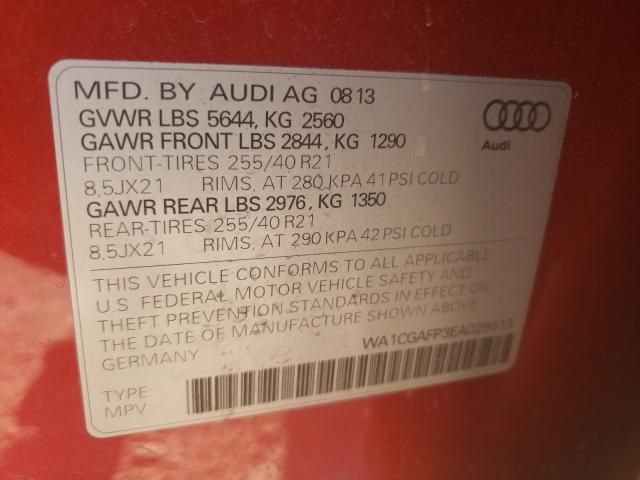 MFD. BY AUDI AG 08 13
GVWR LBS 5644, KG 2560
GAWR FRONT LBS 2844, KG 1290
FRONT-TIRES 255/40 R21
8,5JX21 RIMS, AT 280 KPA 41 PSI COLD
GAWR REAR LBS 2976, KG 1350
REAR-TIRES 255/40 R21
8,5JX21 RIMS, AT 290 KPA 42 PSI COLD
Audi
THIS VEHICLE CONFORMS TO ALL APPLICABLE
U.S. FEDERAL MOTOR VEHICLE SAFETY AND
THEFT PREVENTION STANDARDS IN EFFECT ON
THE DATE OF MANUFACTURE SHOWN ABOVE.
GERMANY
WA1CGAFP3EA029913
TYPE:
MPV